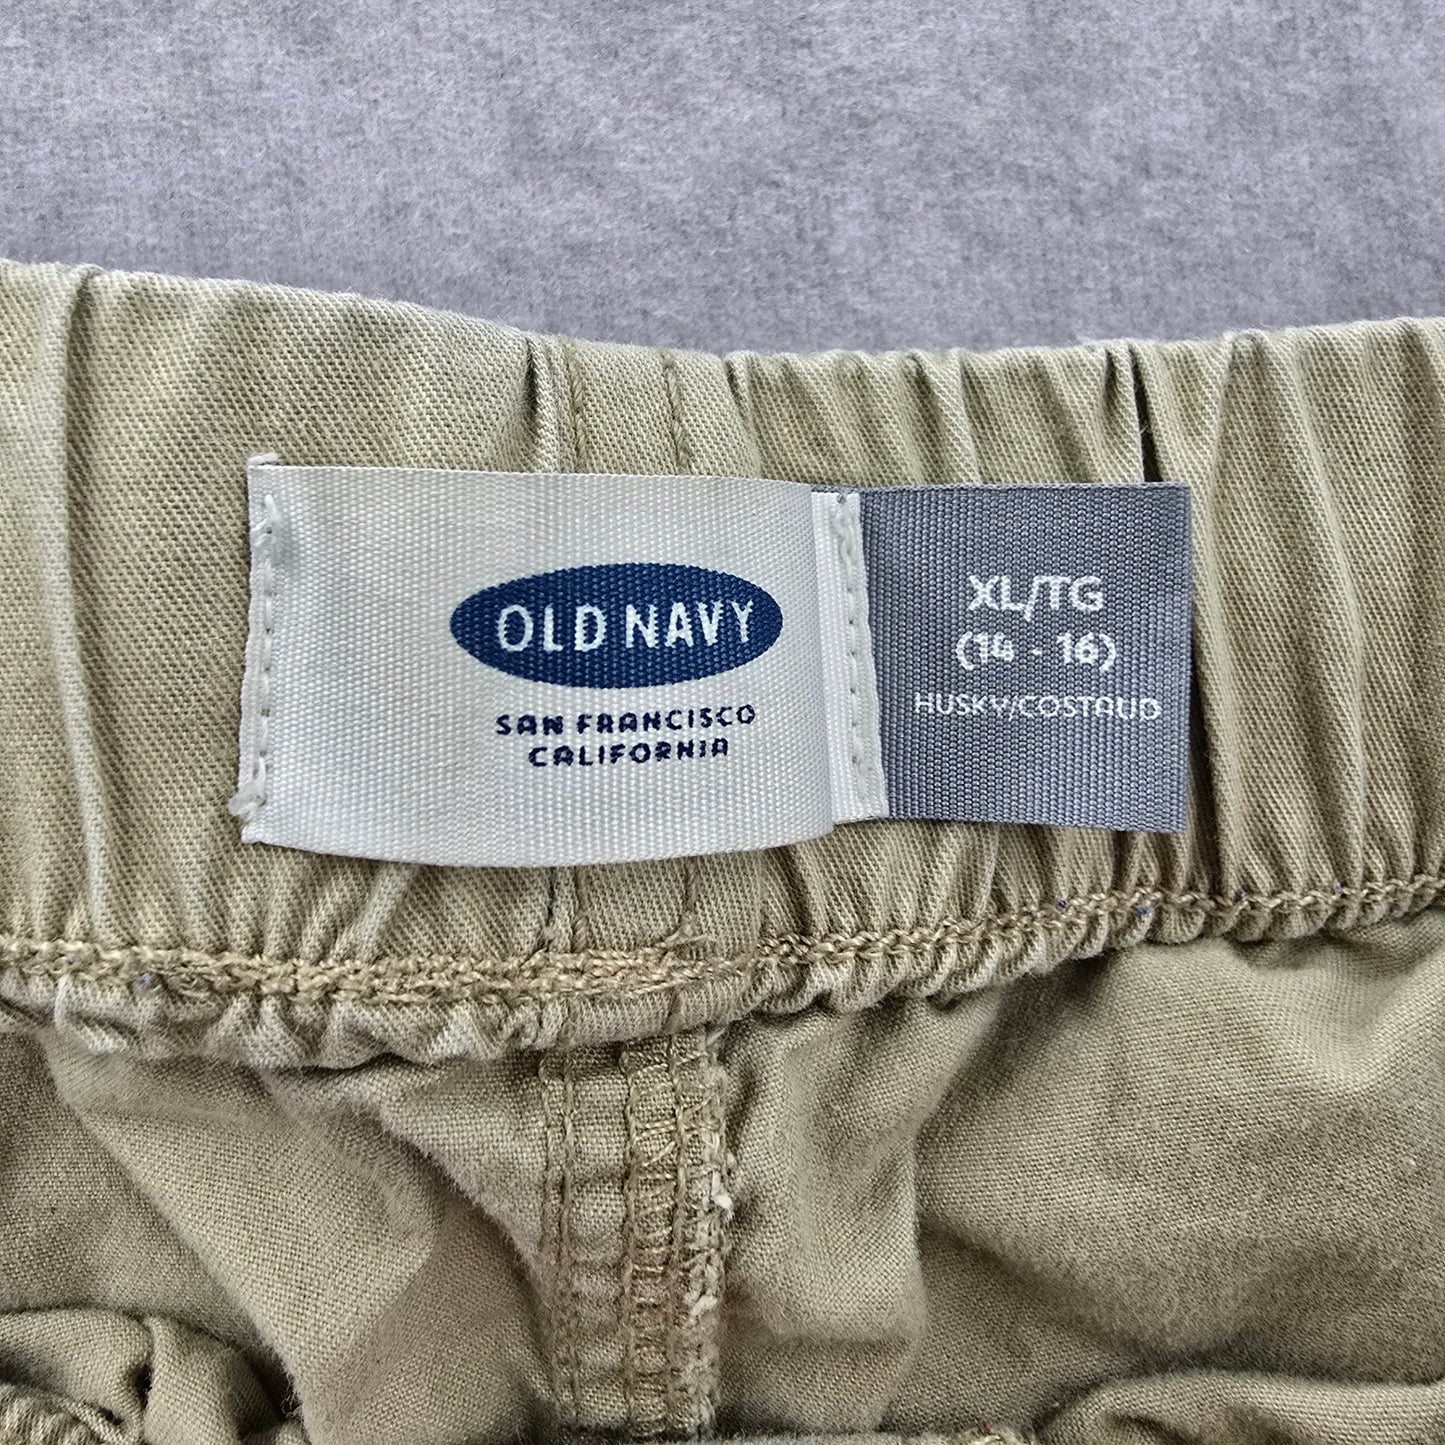 OLD NAVY
SAN FRANCISCO
CALIFORNIA
XL/TG
(14 - 16)
HUSKY/COSTAUD